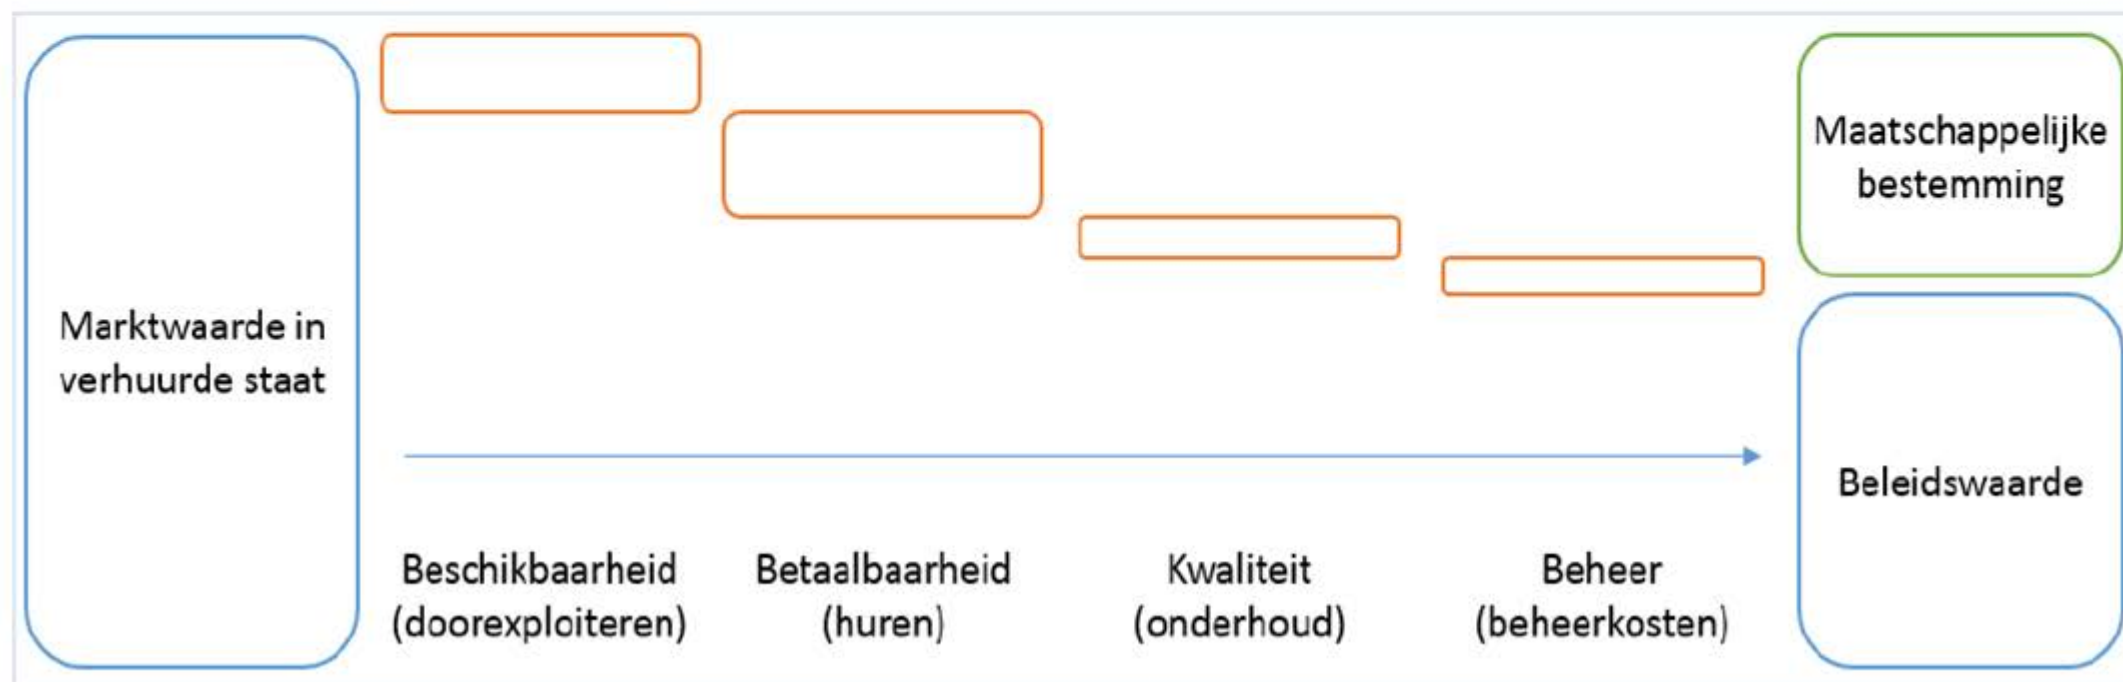 Marktwaarde in
verhuurde staat
Beschikbaarheid
(doorexploiteren)
Betaalbaarheid
(huren)
Kwaliteit
(onderhoud)
Beheer
(beheerkosten)
Maatschappelijke
bestemming
Beleidswaarde